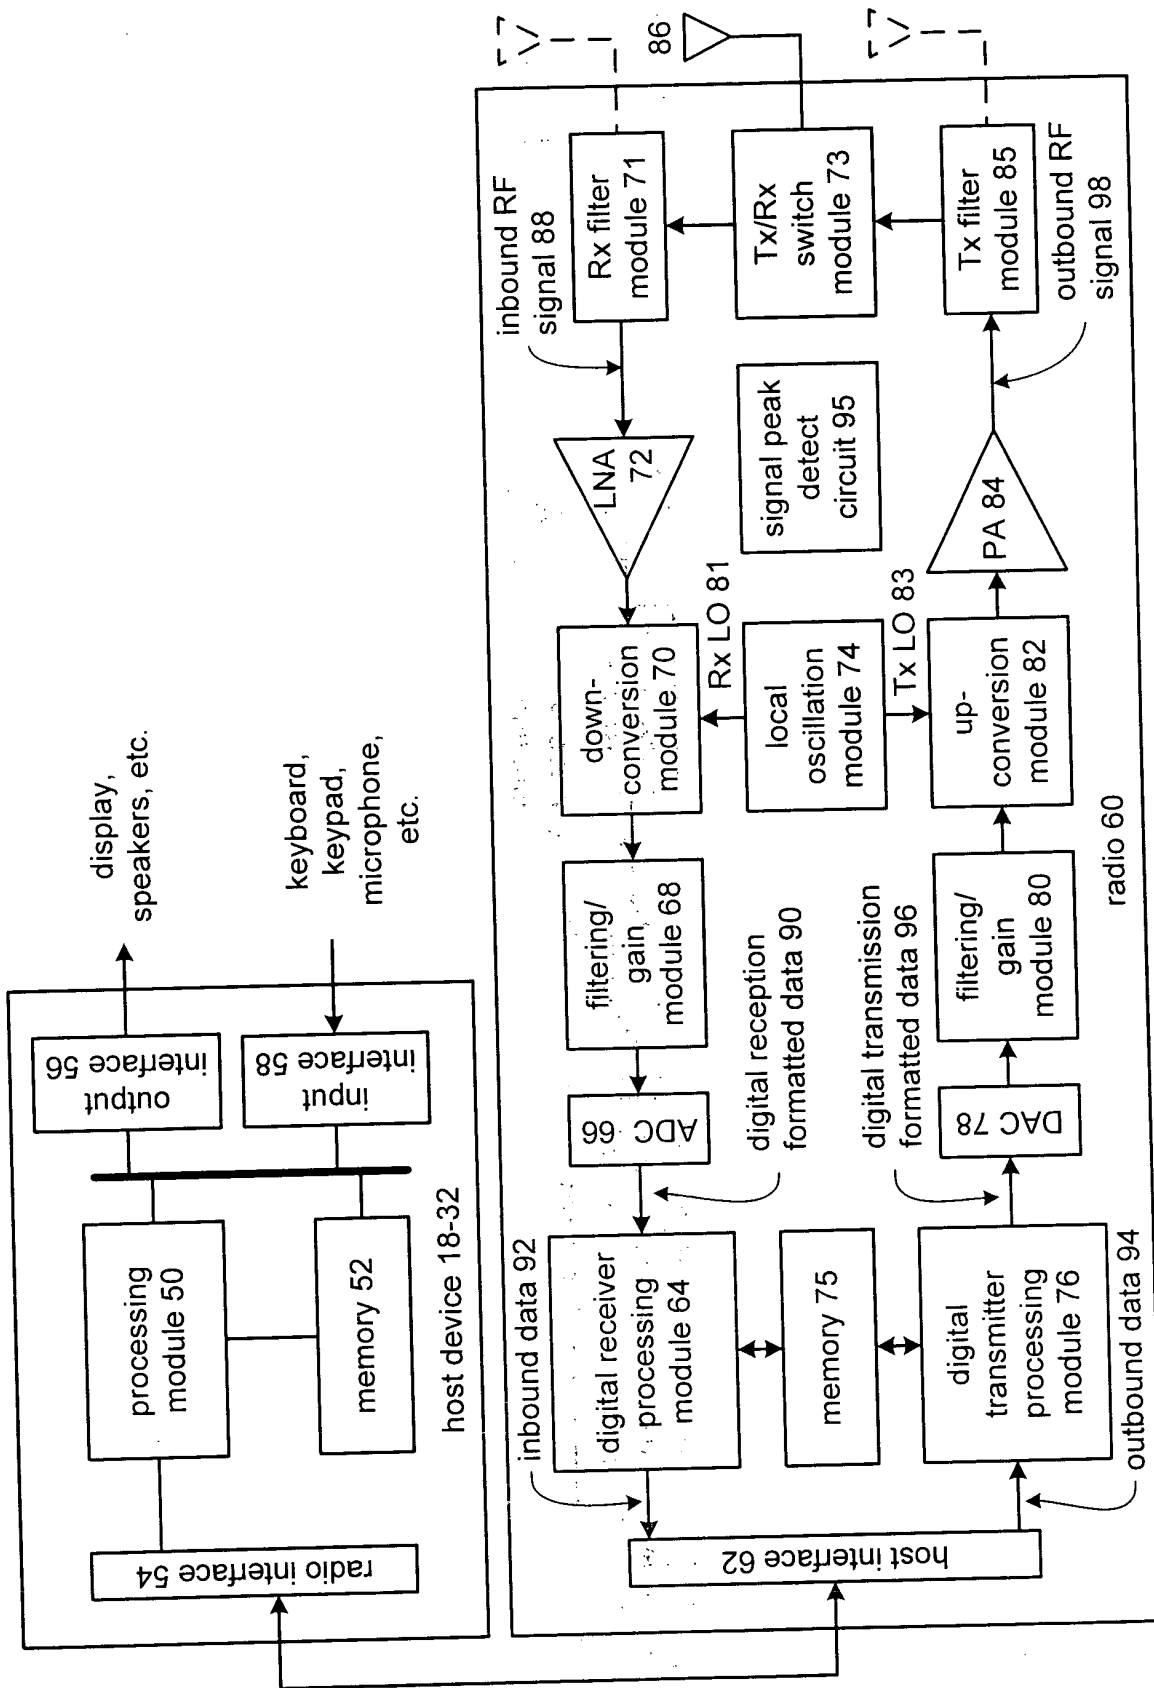 display,
speakers, etc.
keyboard,
keypad,
microphone,
etc.
output
interface 56
input
interface 58
processing
module 50
memory 52
radio interface 54
host device 18-32
host interface 62
inbound data 92
digital receiver
processing
module 64
memory 75
digital
transmitter
processing
module 76
outbound data 94
ADC 66
digital reception
formatted data 90
digital transmission
formatted data 96
DAC 78
filtering/
gain
module 68
filtering/
gain
module 80
down-
conversion
module 70
Rx LO 81
local
oscillation
module 74
Tx LO 83
up-
conversion
module 82
radio 60
LNA
72
signal peak
detect
circuit 95
PA 84
inbound RF
signal 88
Rx filter
module 71
Tx/Rx
switch
module 73
Tx filter
module 85
outbound RF
signal 98
86